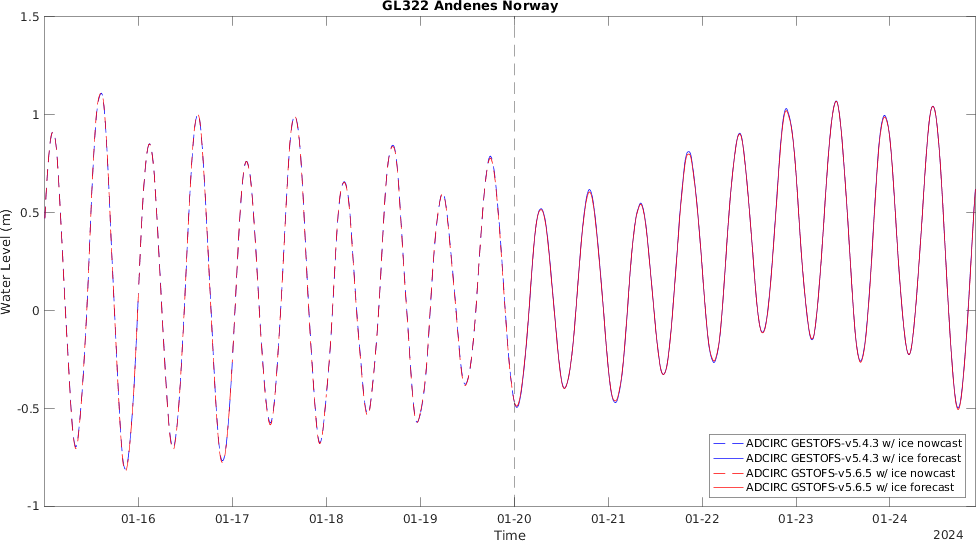 GL322 Andenes Norway
1.5
1
0.5
0
-0.5
-1
Water Level (m)
01-16 01-17 01-18 01-19 01-20 01-21 01-22 01-23 01-24
Time
2024
ADCIRC GESTOFS-v5.4.3 w/ ice nowcast
ADCIRC GESTOFS-v5.4.3 w/ ice forecast
ADCIRC GSTOFS-v5.6.5 w/ ice nowcast
ADCIRC GSTOFS-v5.6.5 w/ ice forecast